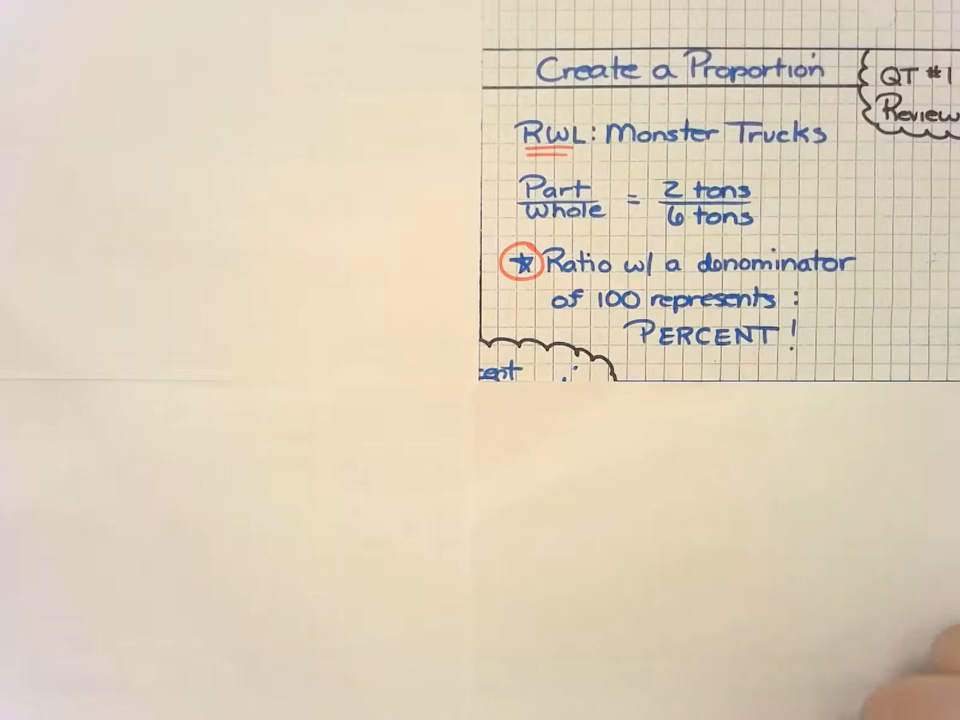 Create a Proportion
QT #1
Review
RWL: Monster Trucks
Part = 2 tons
whole 6 tons
★ Ratio w/ a denominator
of 100 represents :
PERCENT !